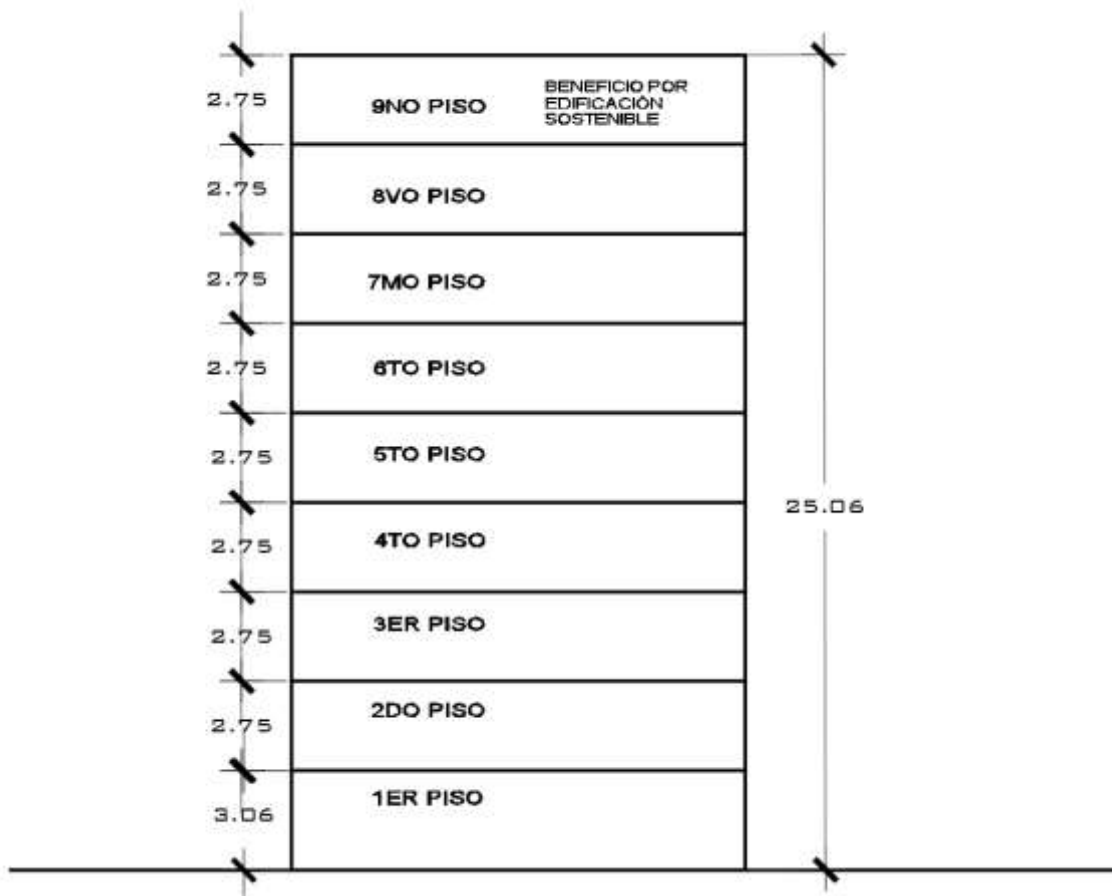 2.75
9NO PISO
BENEFICIO POR
EDIFICACIÓN
SOSTENIBLE
2.75
8VO PISO
2.75
7MO PISO
2.75
6TO PISO
2.75
5TO PISO
25.06
2.75
4TO PISO
2.75
3ER PISO
2.75
2DO PISO
3.06
1ER PISO